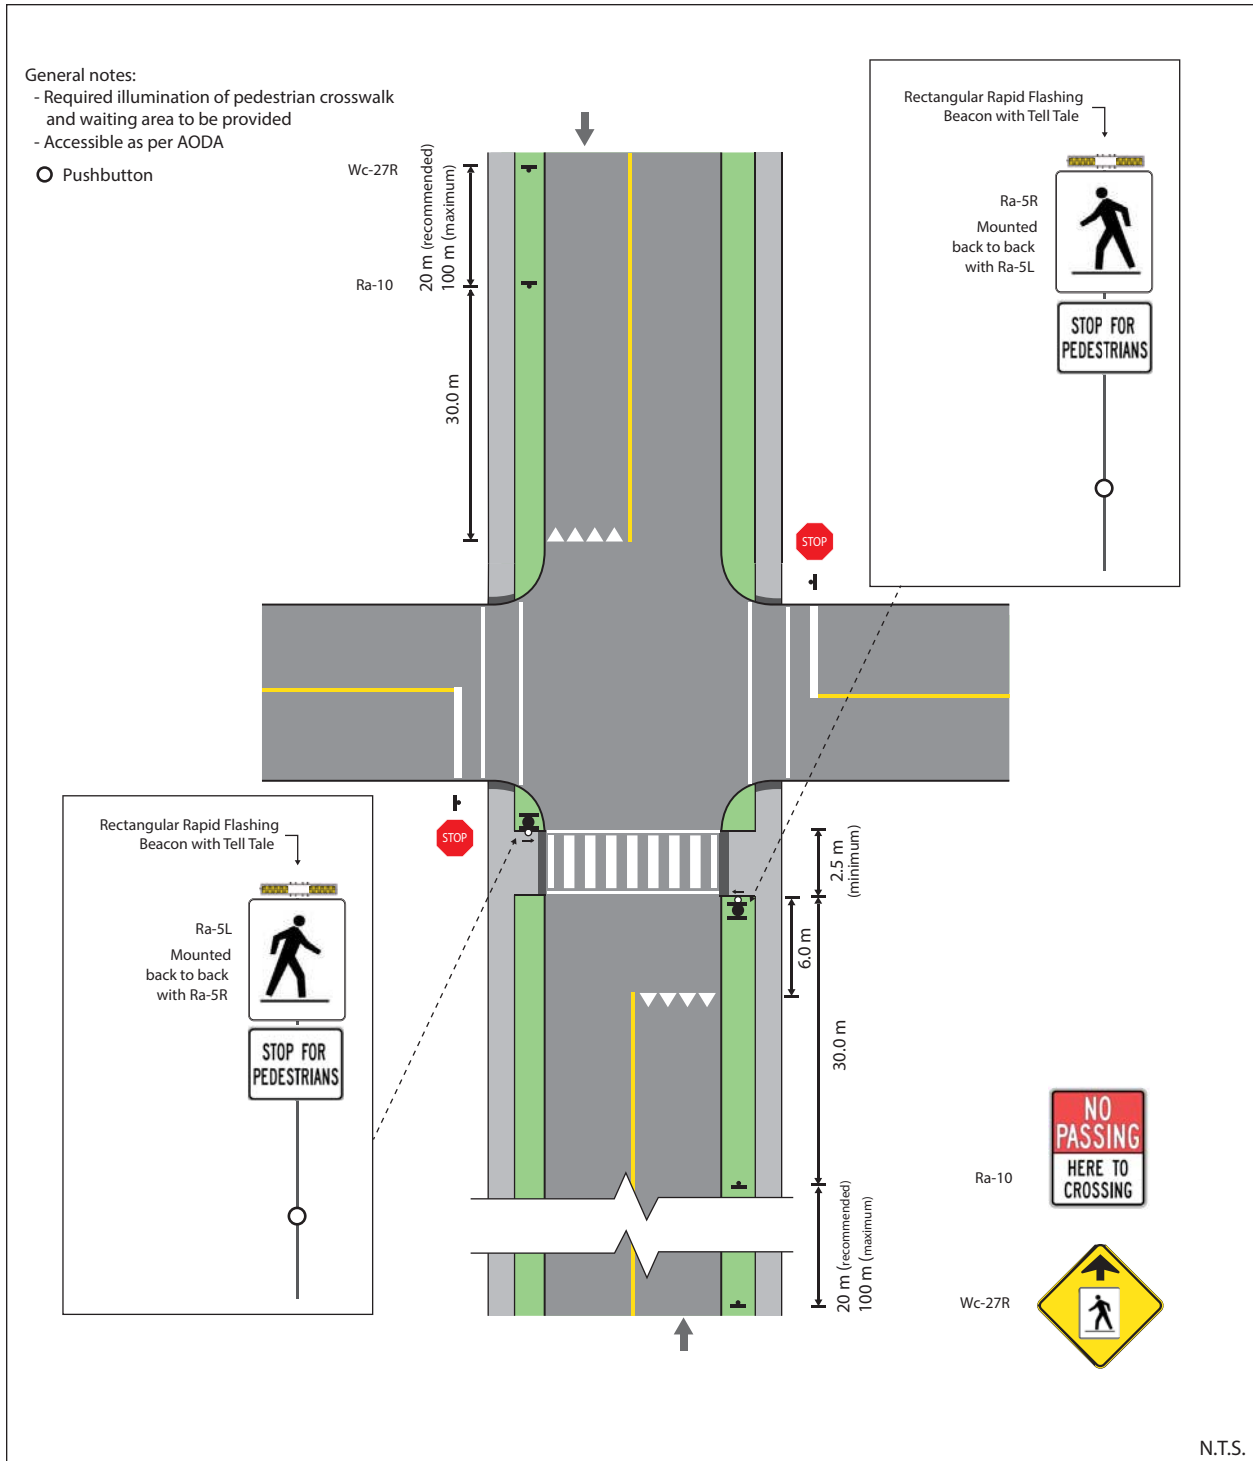 General notes:
- Required illumination of pedestrian crosswalk
and waiting area to be provided
- Accessible as per AODA
Pushbutton
Wc-27R
20 m (recommended)
100 m (maximum)
Ra-10
30.0 m
Rectangular Rapid Flashing
Beacon with Tell Tale
Ra-5R
Mounted
back to back
with Ra-5L
STOP FOR
PEDESTRIANS
STOP
STOP
Rectangular Rapid Flashing
Beacon with Tell Tale
Ra-5L
Mounted
back to back
with Ra-5R
STOP FOR
PEDESTRIANS
2.5 m
(minimum)
6.0 m
30.0 m
20 m (recommended)
100 m (maximum)
Ra-10
NO
PASSING
HERE TO
CROSSING
Wc-27R
N.T.S.